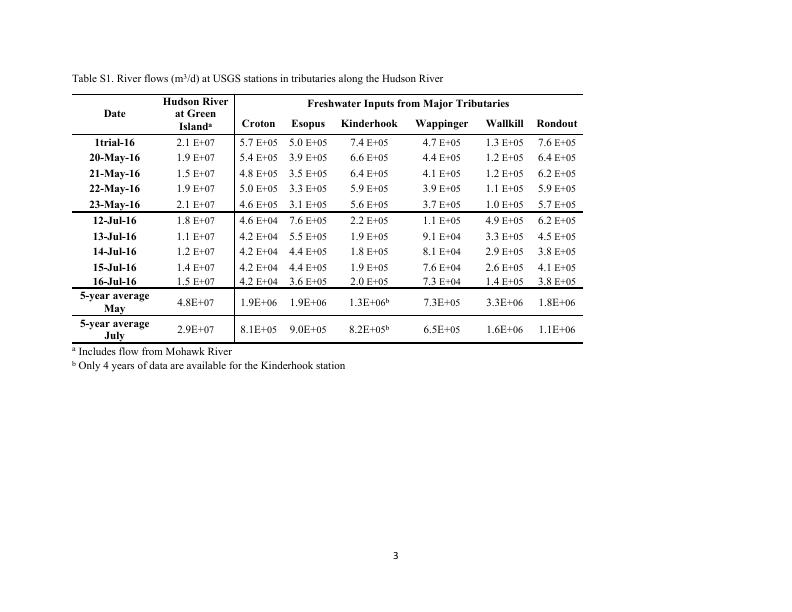 Table S1. River flows (m³/d) at USGS stations in tributaries along the Hudson River
Date Hudson River at Green Islandᵃ Freshwater Inputs from Major Tributaries
Croton Esopus Kinderhook Wappinger Wallkill Rondout
1trial-16 2.1 E+07 5.7 E+05 5.0 E+05 7.4 E+05 4.7 E+05 1.3 E+05 7.6 E+05
20-May-16 1.9 E+07 5.4 E+05 3.9 E+05 6.6 E+05 4.4 E+05 1.2 E+05 6.4 E+05
21-May-16 1.5 E+07 4.8 E+05 3.5 E+05 6.4 E+05 4.1 E+05 1.2 E+05 6.2 E+05
22-May-16 1.9 E+07 5.0 E+05 3.3 E+05 5.9 E+05 3.9 E+05 1.1 E+05 5.9 E+05
23-May-16 2.1 E+07 4.6 E+05 3.1 E+05 5.6 E+05 3.7 E+05 1.0 E+05 5.7 E+05
12-Jul-16 1.8 E+07 4.6 E+04 7.6 E+05 2.2 E+05 1.1 E+05 4.9 E+05 6.2 E+05
13-Jul-16 1.1 E+07 4.2 E+04 5.5 E+05 1.9 E+05 9.1 E+04 3.3 E+05 4.5 E+05
14-Jul-16 1.2 E+07 4.2 E+04 4.4 E+05 1.8 E+05 8.1 E+04 2.9 E+05 3.8 E+05
15-Jul-16 1.4 E+07 4.2 E+04 4.4 E+05 1.9 E+05 7.6 E+04 2.6 E+05 4.1 E+05
16-Jul-16 1.5 E+07 4.2 E+04 3.6 E+05 2.0 E+05 7.3 E+04 1.4 E+05 3.8 E+05
5-year average May 4.8E+07 1.9E+06 1.9E+06 1.3E+06ᵇ 7.3E+05 3.3E+06 1.8E+06
5-year average July 2.9E+07 8.1E+05 9.0E+05 8.2E+05ᵇ 6.5E+05 1.6E+06 1.1E+06
ᵃ Includes flow from Mohawk River
ᵇ Only 4 years of data are available for the Kinderhook station
3